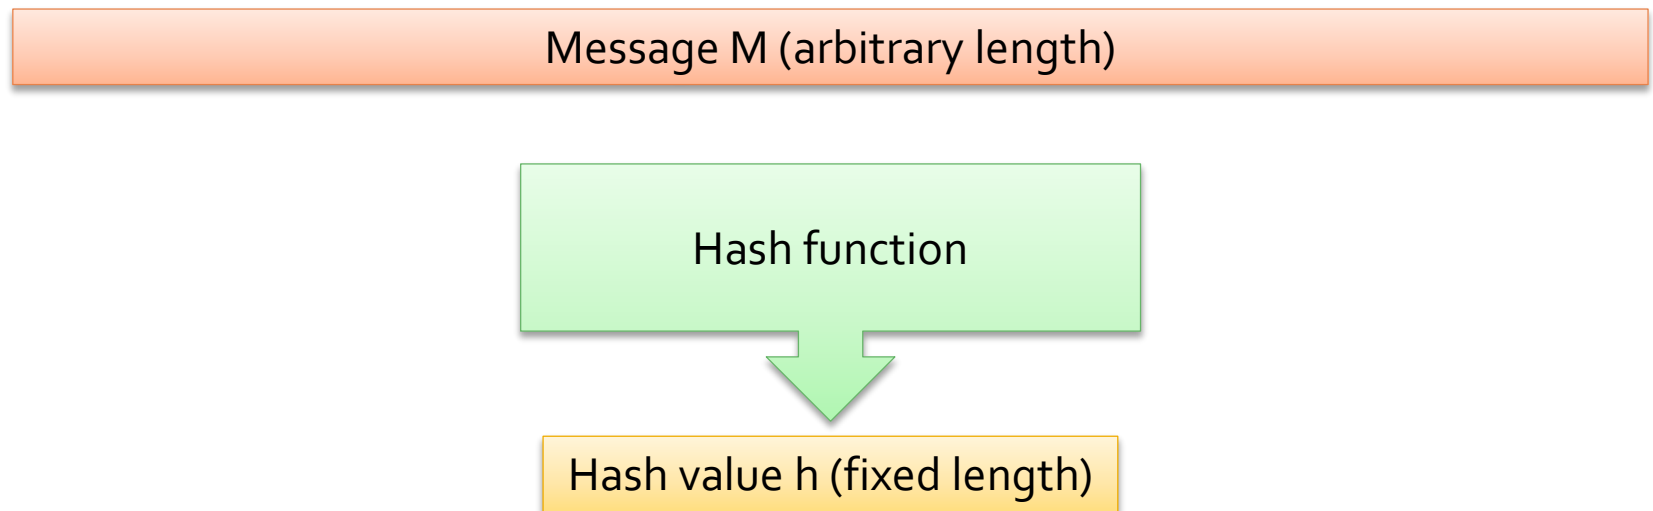 Message M (arbitrary length)
Hash function
Hash value h (fixed length)